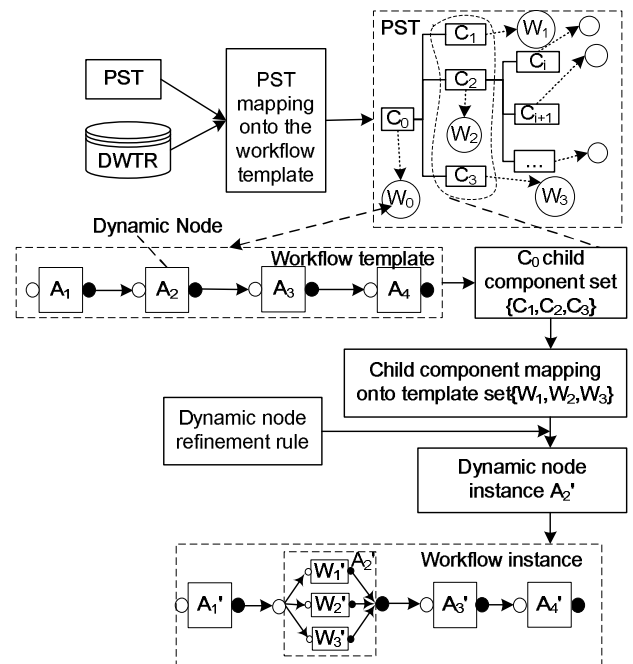 PST
DWTR
PST
mapping
onto the
workflow
template
PST
C₀
C₁
C₂
C₃
W₁
W₂
W₃
W₀
Cᵢ
Cᵢ₊₁
...
Dynamic Node
Workflow template
A₁
A₂
A₃
A₄
C₀ child
component set
{C₁,C₂,C₃}
Child component mapping
onto template set{W₁,W₂,W₃}
Dynamic node
refinement rule
Dynamic node
instance A₂'
Workflow instance
A₂'
A₁'
W₁'
W₂'
W₃'
A₃'
A₄'